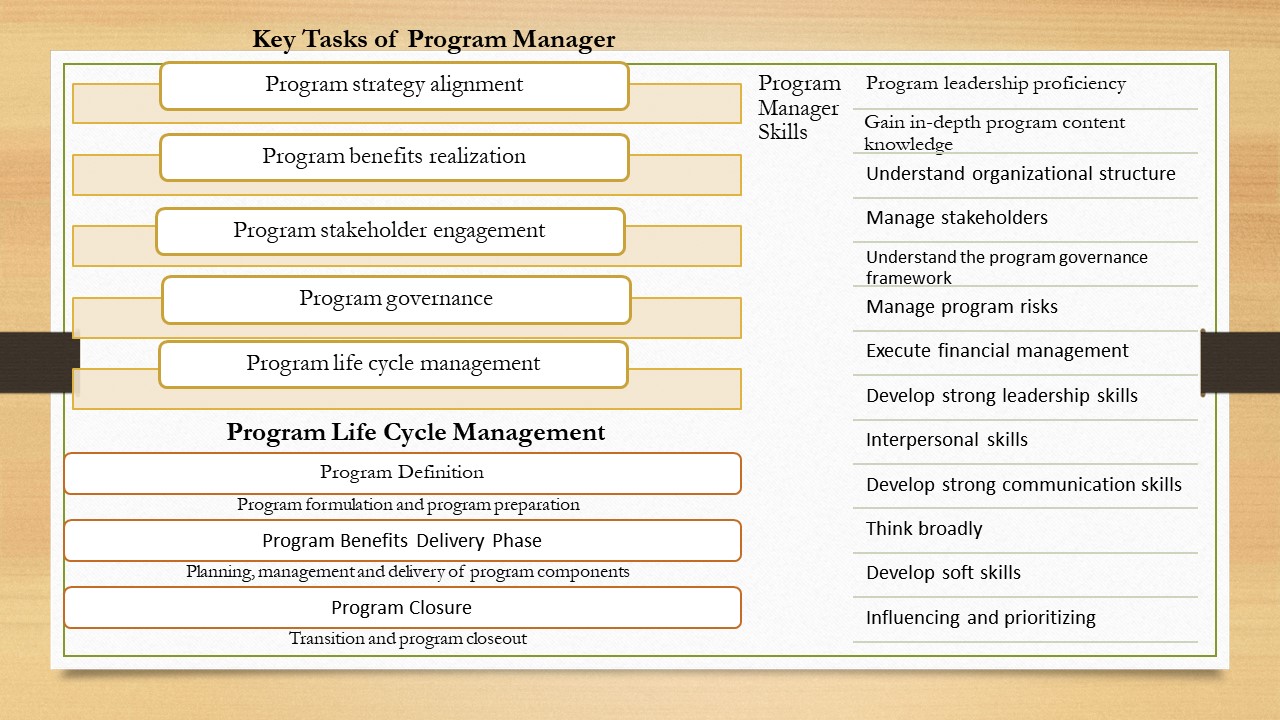 Key Tasks of Program Manager
Program strategy alignment
Program benefits realization
Program stakeholder engagement
Program governance
Program life cycle management
Program Life Cycle Management
Program Definition
Program formulation and program preparation
Program Benefits Delivery Phase
Planning, management and delivery of program components
Program Closure
Transition and program closeout
Program
Manager
Skills
Program leadership proficiency
Gain in-depth program content
knowledge
Understand organizational structure
Manage stakeholders
Understand the program governance
framework
Manage program risks
Execute financial management
Develop strong leadership skills
Interpersonal skills
Develop strong communication skills
Think broadly
Develop soft skills
Influencing and prioritizing